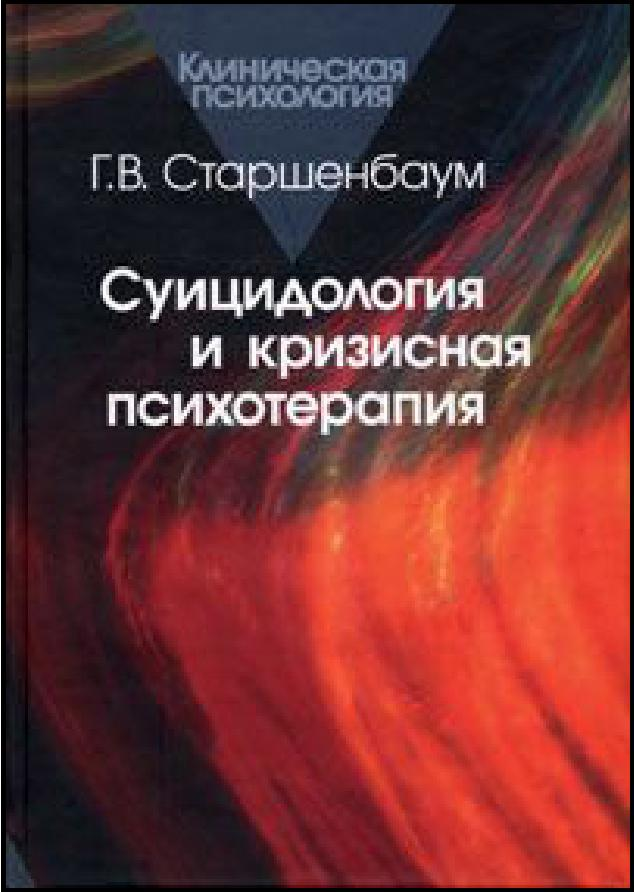 Клиническая
психология
Г.В. Старшенбаум
Суицидология
и кризисная
психотерапия